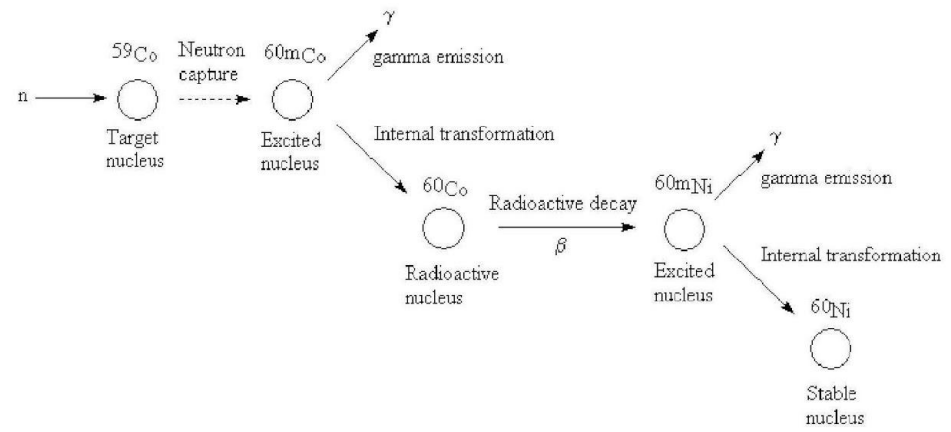 γ
⁵⁹Co
Neutron
capture
⁶⁰ᵐCo
gamma emission
n
Target
nucleus
Excited
nucleus
Internal transformation
γ
⁶⁰Co
Radioactive decay
β
⁶⁰ᵐNi
gamma emission
Radioactive
nucleus
Excited
nucleus
Internal transformation
⁶⁰Ni
Stable
nucleus